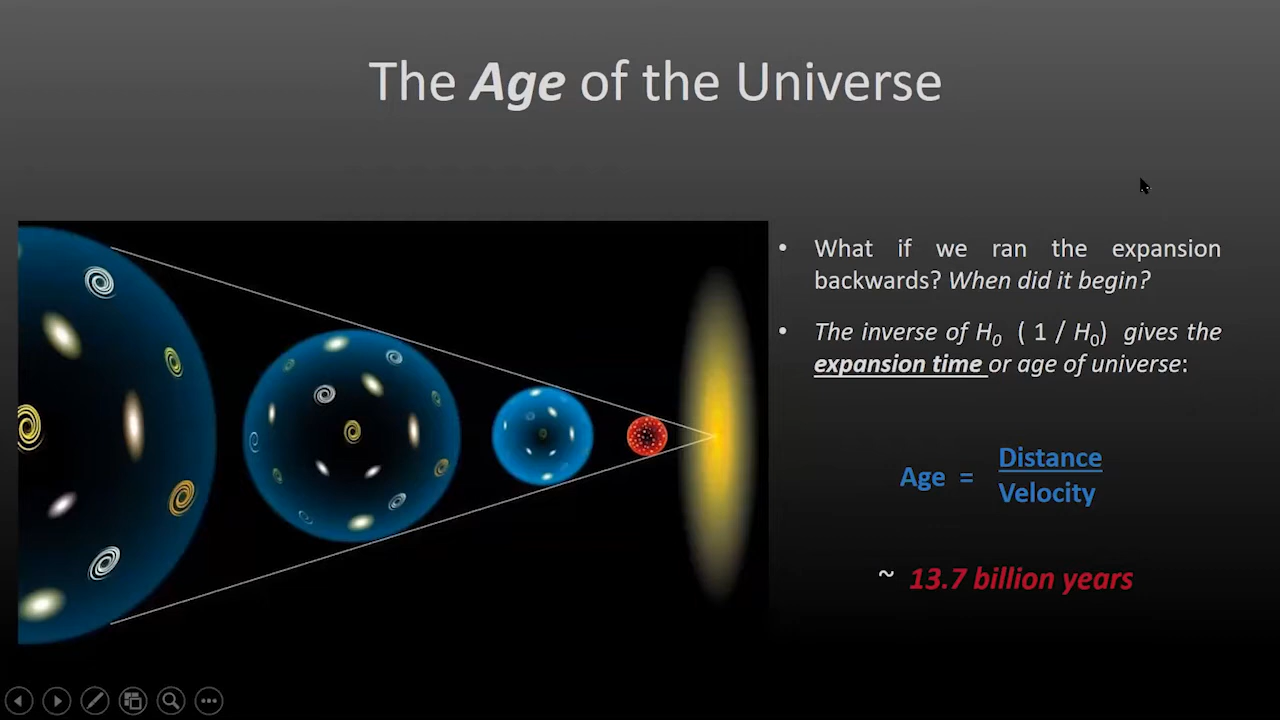 The Age of the Universe
• What if we ran the expansion
backwards? When did it begin?
• The inverse of H₀ ( 1 / H₀) gives the
expansion time or age of universe:
Age = Distance
Velocity
~ 13.7 billion years